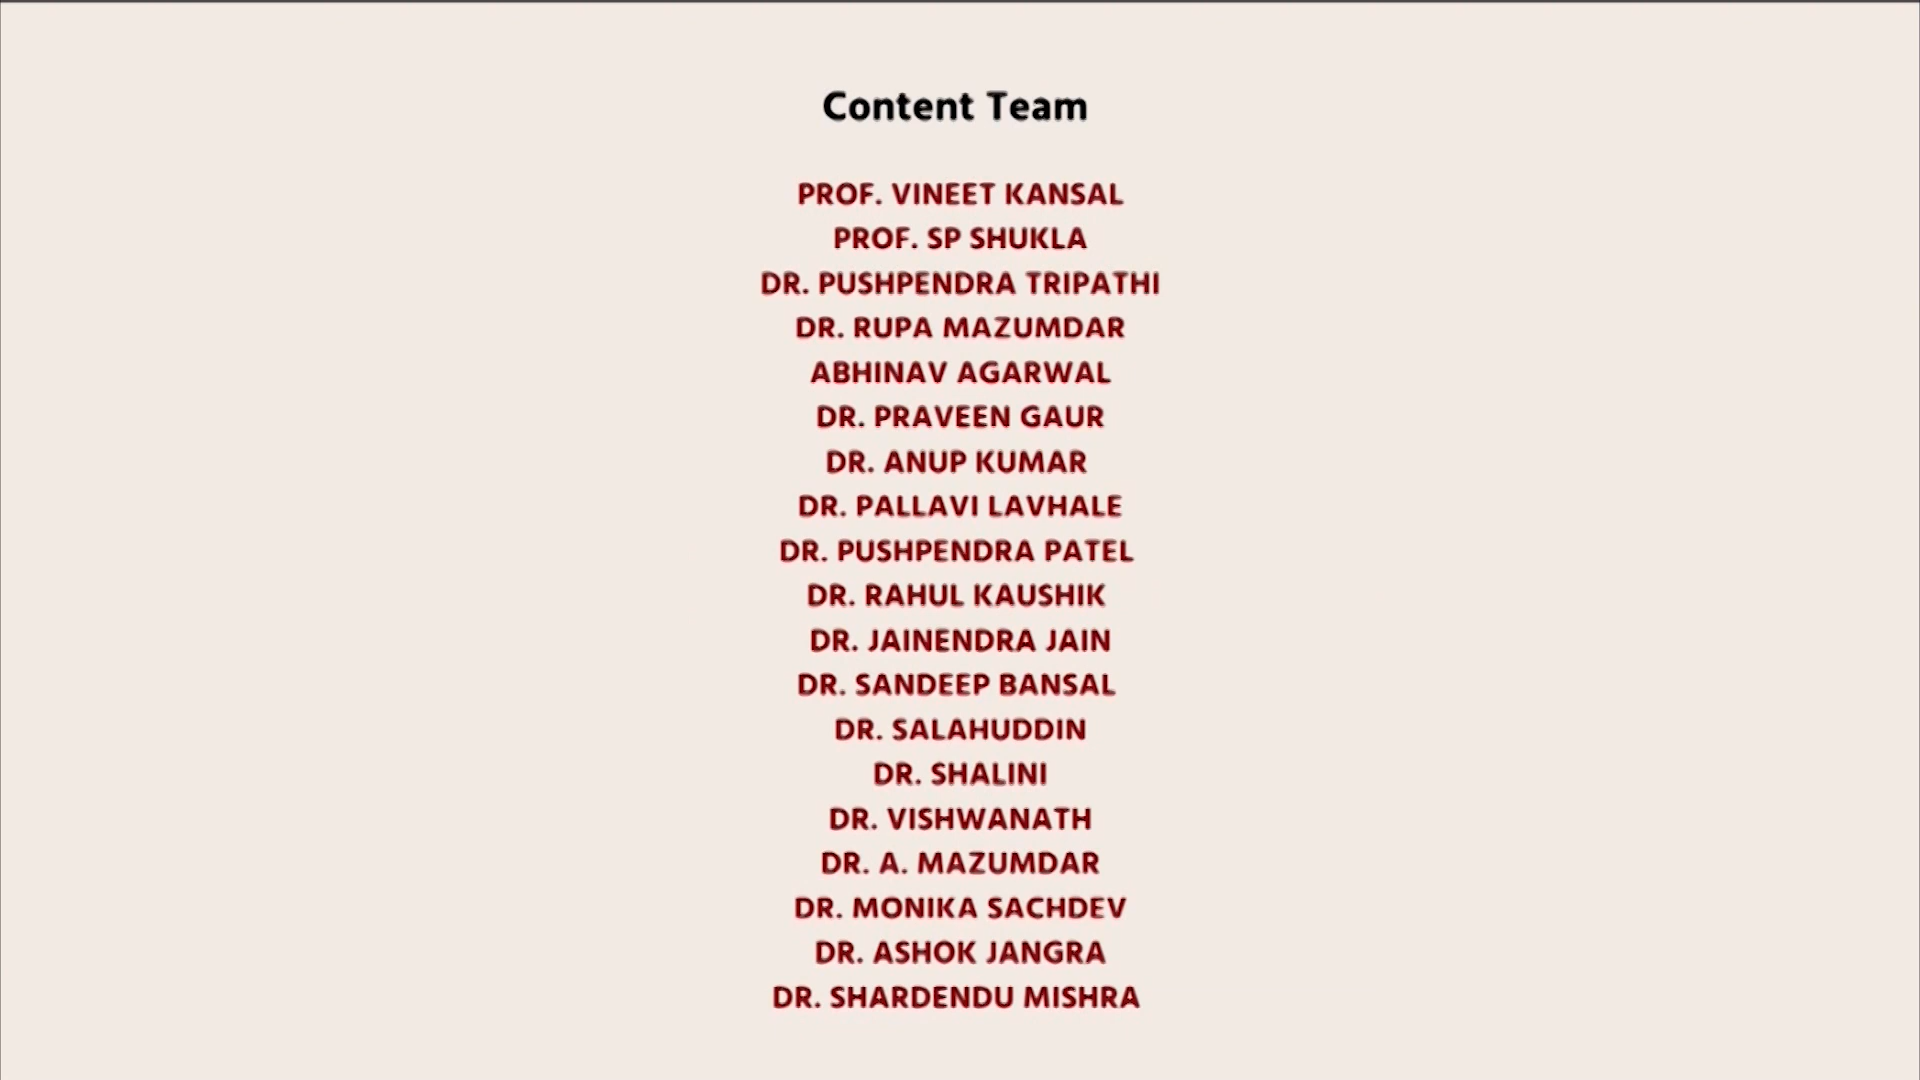 Content Team
PROF. VINEET KANSAL
PROF. SP SHUKLA
DR. PUSHPENDRA TRIPATHI
DR. RUPA MAZUMDAR
ABHINAV AGARWAL
DR. PRAVEEN GAUR
DR. ANUP KUMAR
DR. PALLAVI LAVHALE
DR. PUSHPENDRA PATEL
DR. RAHUL KAUSHIK
DR. JAINENDRA JAIN
DR. SANDEEP BANSAL
DR. SALAHUDDIN
DR. SHALINI
DR. VISHWANATH
DR. A. MAZUMDAR
DR. MONIKA SACHDEV
DR. ASHOK JANGRA
DR. SHARDENDU MISHRA